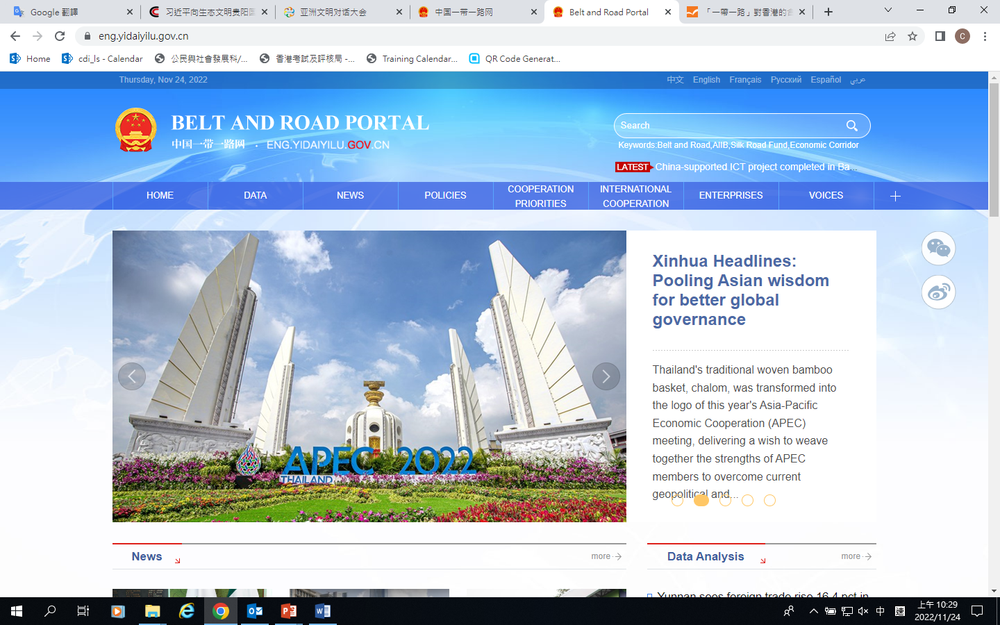 Google 翻譯
习近平向生态文明贵阳国
亚洲文明对话大会
中国一带一路网
Belt and Road Portal
「一帶一路」對香港的合
eng.yidaiyilu.gov.cn
C
Home
cdi_ls - Calendar
公民與社會發展科/...
香港考試及評核局 -...
Training Calendar...
QR Code Generat...
Thursday, Nov 24, 2022
中文 English Français Русский Español عربي
BELT AND ROAD PORTAL
中国一带一路网 · ENG.YIDAIYILU.GOV.CN
Search
Keywords:Belt and Road,AIIB,Silk Road Fund,Economic Corridor
LATEST China-supported ICT project completed in Ba...
HOME
DATA
NEWS
POLICIES
COOPERATION
PRIORITIES
INTERNATIONAL
COOPERATION
ENTERPRISES
VOICES
APEC 2022
THAILAND
Xinhua Headlines:
Pooling Asian wisdom
for better global
governance
Thailand's traditional woven bamboo
basket, chalom, was transformed into
the logo of this year's Asia-Pacific
Economic Cooperation (APEC)
meeting, delivering a wish to weave
together the strengths of APEC
members to overcome current
geopolitical and...
News
more
Data Analysis
more
Yunnan sees foreign trade rise 16.4 pct in
中
速
上午 10:29
2022/11/24